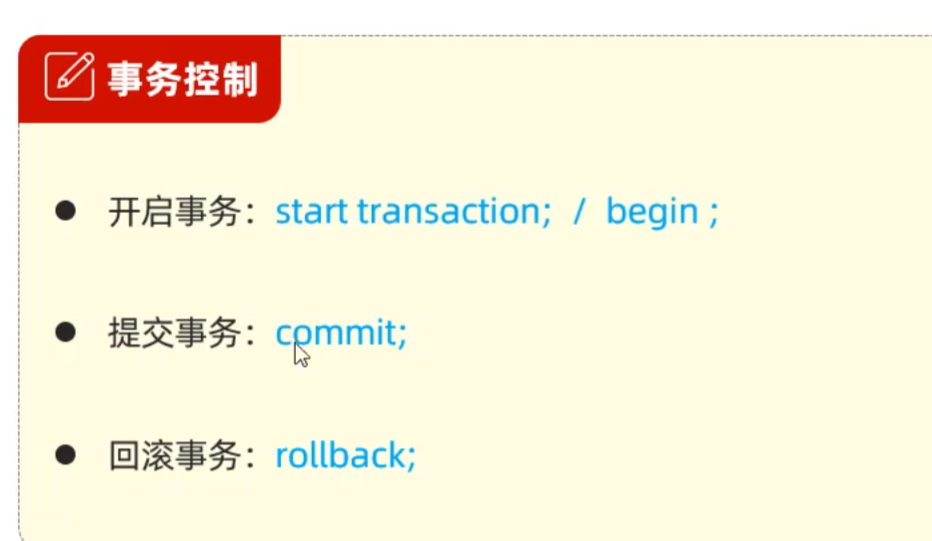 事务控制
开启事务：start transaction;  /  begin ;
提交事务：commit;
回滚事务：rollback;